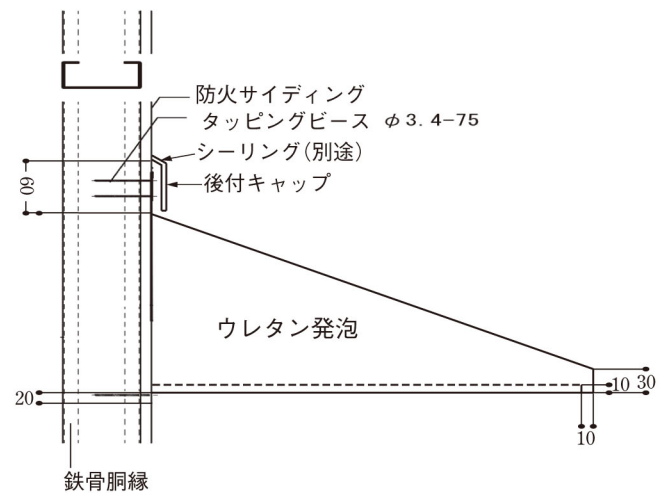 防火サイディング
タッピングビース φ3.4-75
シーリング(別途)
後付キャップ
60
ウレタン発泡
10 30
20
10
鉄骨胴縁